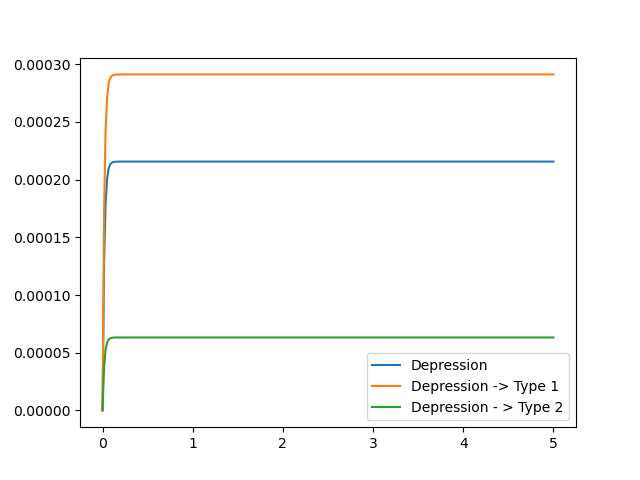 0.00030
0.00025
0.00020
0.00015
0.00010
0.00005
0.00000
Depression
Depression -> Type 1
Depression - > Type 2
0 1 2 3 4 5